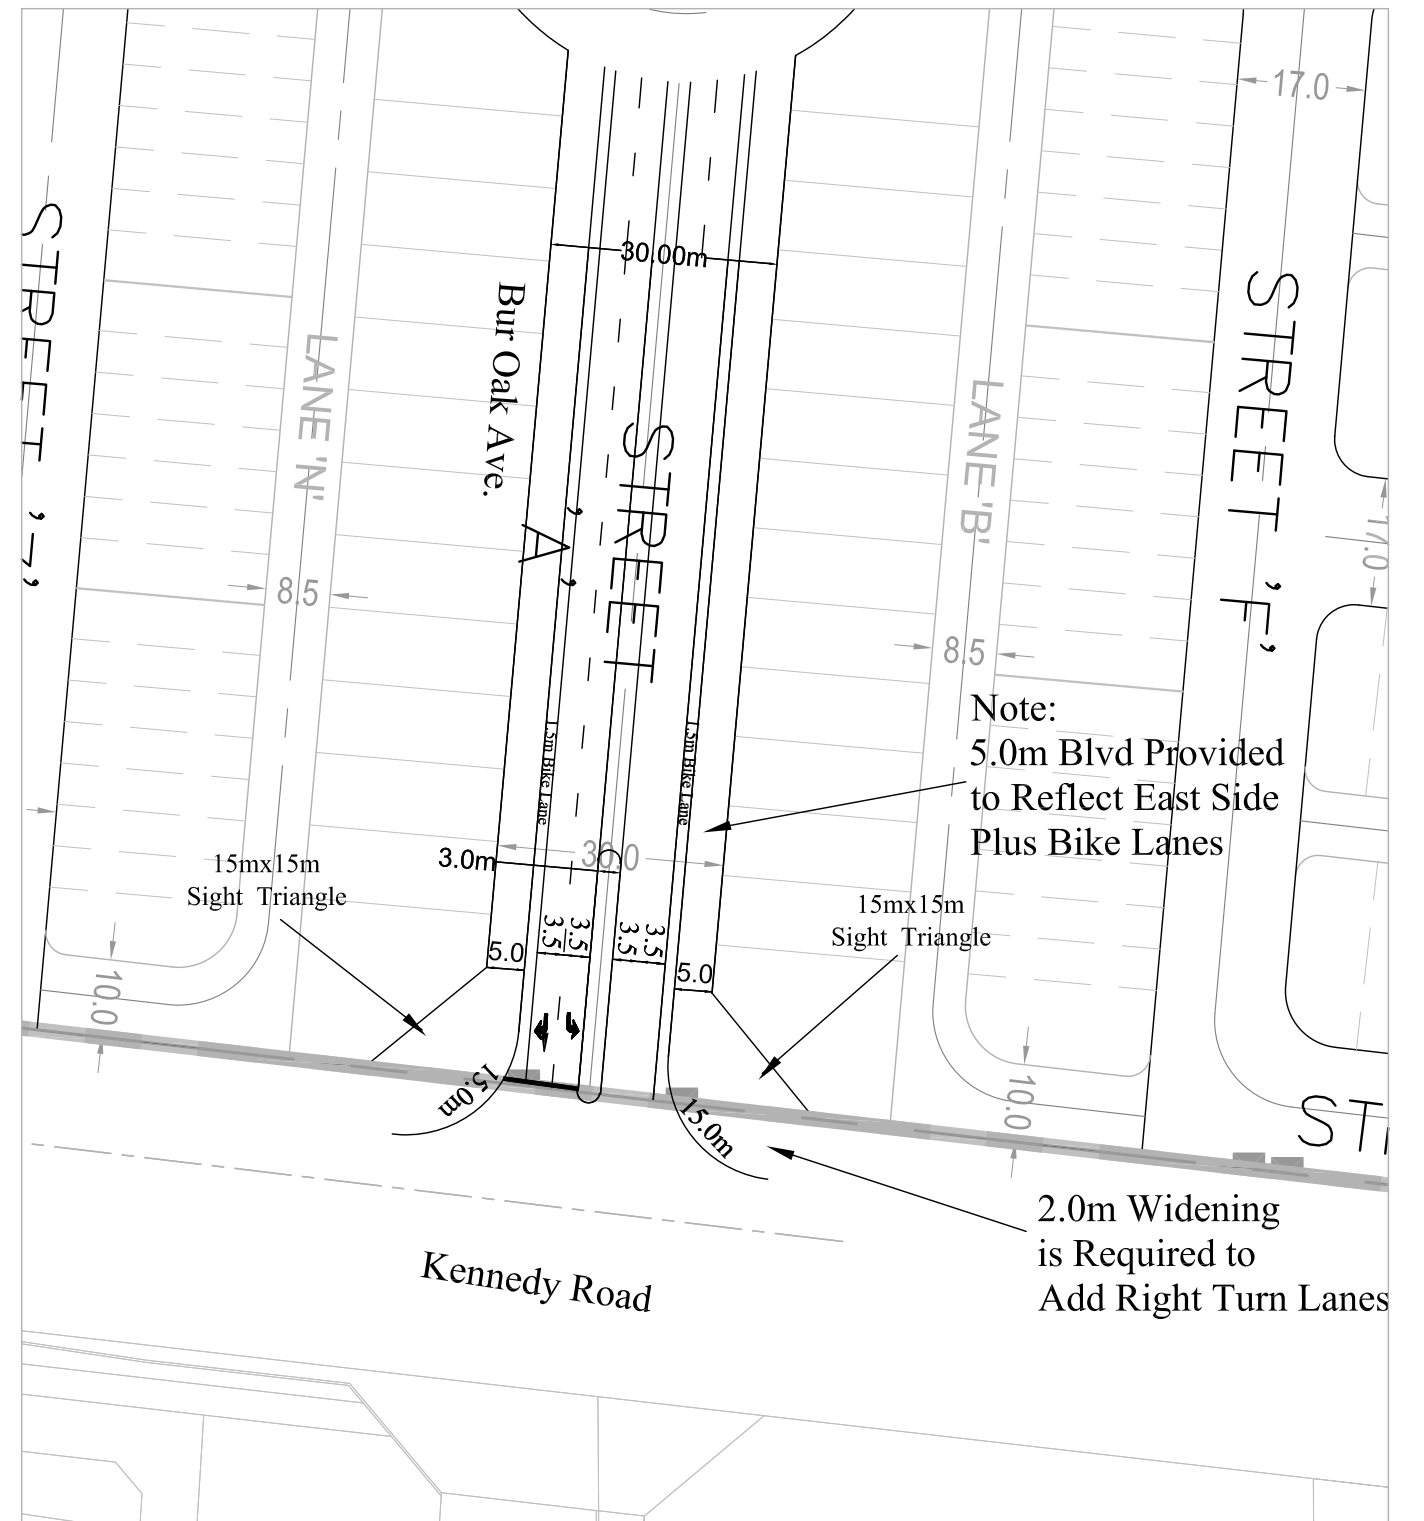 17.0
STREET
30.00m
STREET 'F'
Bur Oak Ave.
LANE 'N'
LANE 'B'
STREET
'A'
17.0
8.5
8.5
Note:
5.0m Blvd Provided
to Reflect East Side
Plus Bike Lanes
1.5m Bike Lane
1.5m Bike Lane
3.0m
30.0
15mx15m
Sight Triangle
15mx15m
Sight Triangle
3.5
3.5
3.5
3.5
5.0
5.0
10.0
10.0
15.0m
15.0m
ST
2.0m Widening
is Required to
Add Right Turn Lanes
Kennedy Road